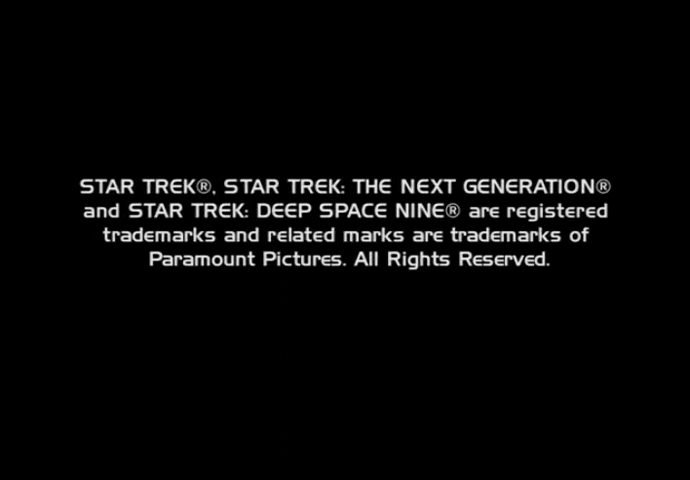 STAR TREK®, STAR TREK: THE NEXT GENERATION®
and STAR TREK: DEEP SPACE NINE® are registered
trademarks and related marks are trademarks of
Paramount Pictures. All Rights Reserved.